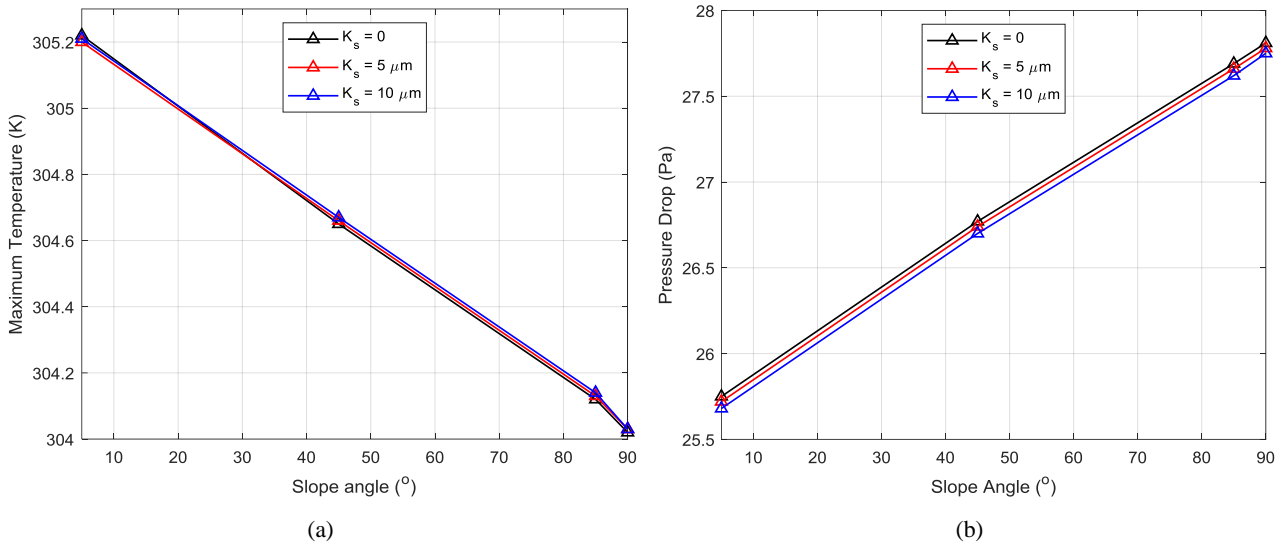 K_s = 0
K_s = 5 μm
K_s = 10 μm
Maximum Temperature (K)
305.2
305
304.8
304.6
304.4
304.2
304
10 20 30 40 50 60 70 80 90
Slope angle (°)
(a)
K_s = 0
K_s = 5 μm
K_s = 10 μm
Pressure Drop (Pa)
28
27.5
27
26.5
26
25.5
10 20 30 40 50 60 70 80 90
Slope Angle (°)
(b)